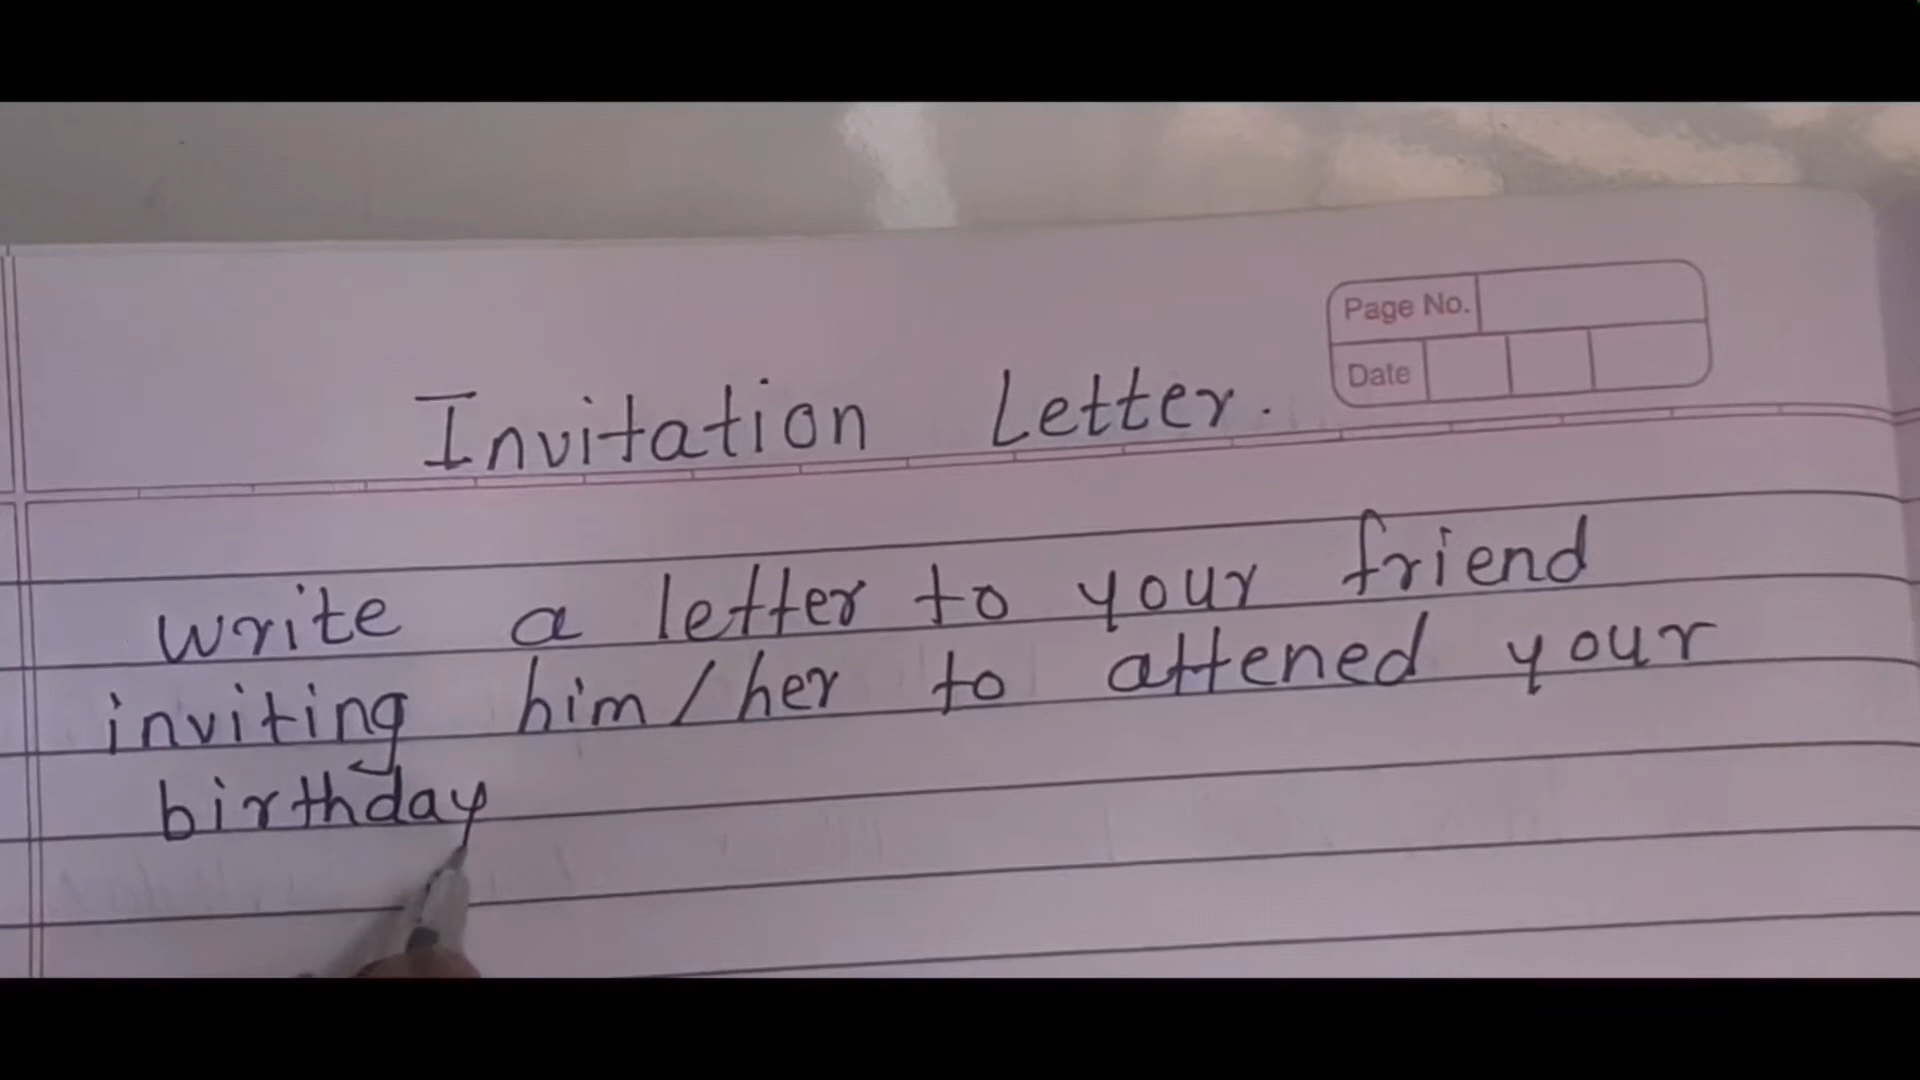 Page No.
Date
Invitation Letter.
write a letter to your friend
inviting him/her to attened your
birthday